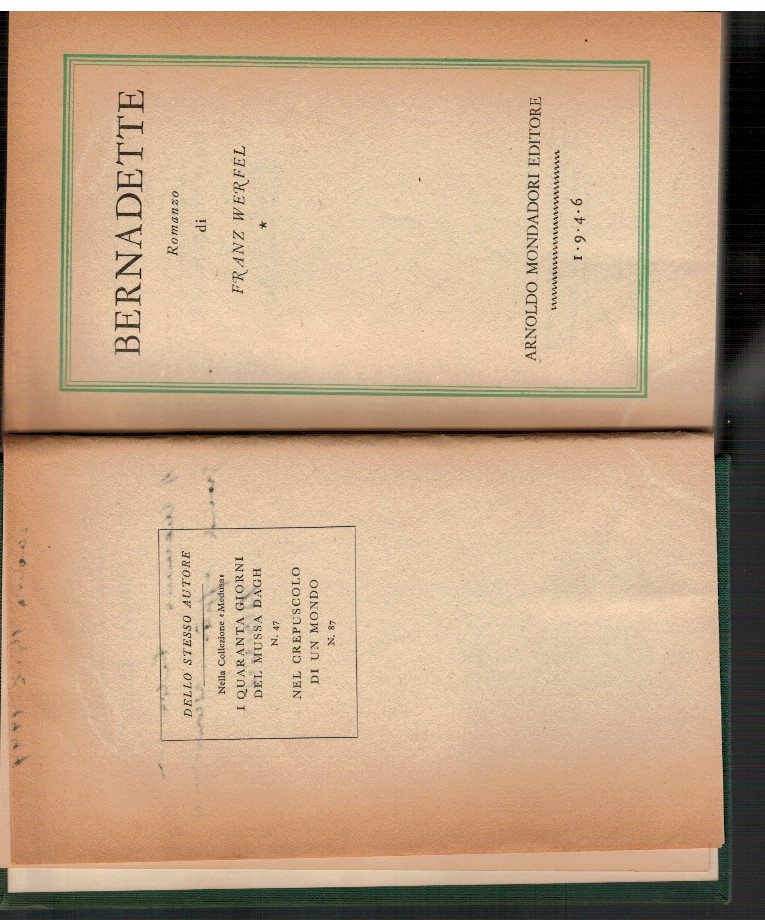 DELLO STESSO AUTORE
Nella Collezione «Medusa»
I QUARANTA GIORNI
DEL MUSSA DAGH
N. 47
NEL CREPUSCOLO
DI UN MONDO
N. 87
BERNADETTE
Romanzo
di
FRANZ WERFEL
*
ARNOLDO MONDADORI EDITORE
1·9·4·6